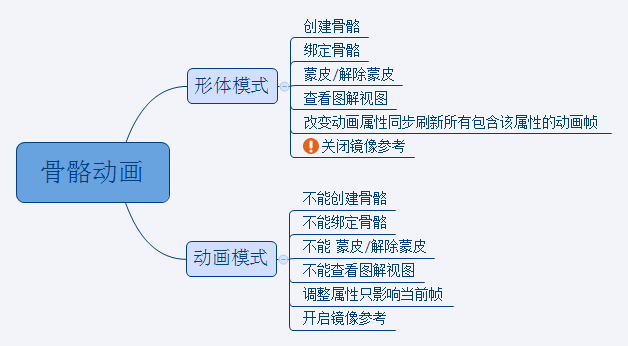 骨骼动画
形体模式
创建骨骼
绑定骨骼
蒙皮/解除蒙皮
查看图解视图
改变动画属性同步刷新所有包含该属性的动画帧
关闭镜像参考
动画模式
不能创建骨骼
不能绑定骨骼
不能 蒙皮/解除蒙皮
不能查看图解视图
调整属性只影响当前帧
开启镜像参考